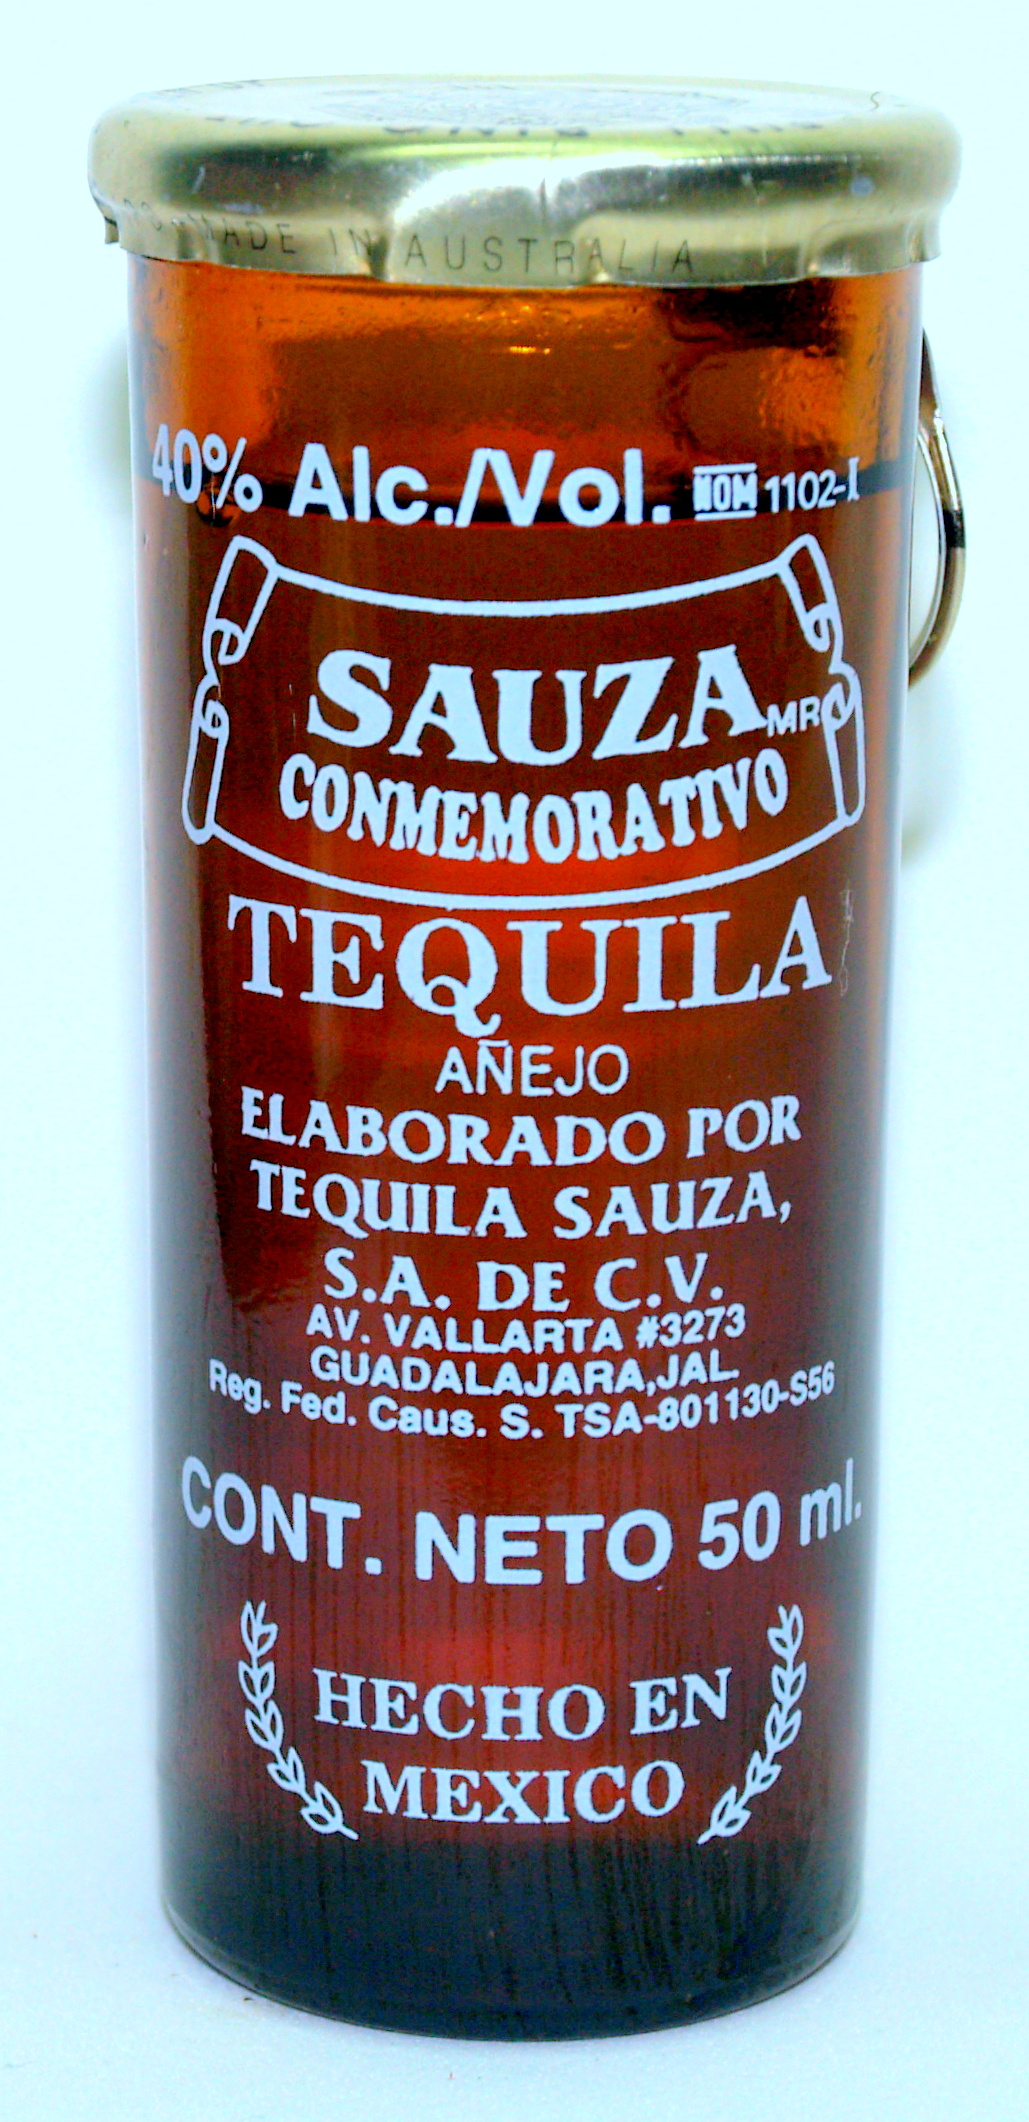 MADE IN AUSTRALIA
40% Alc./Vol. NOM 1102-I
SAUZA MR
CONMEMORATIVO
TEQUILA
AÑEJO
ELABORADO POR
TEQUILA SAUZA,
S.A. DE C.V.
AV. VALLARTA #3273
GUADALAJARA,JAL.
Reg. Fed. Caus. S. TSA-801130-S56
CONT. NETO 50 ml.
HECHO EN
MEXICO